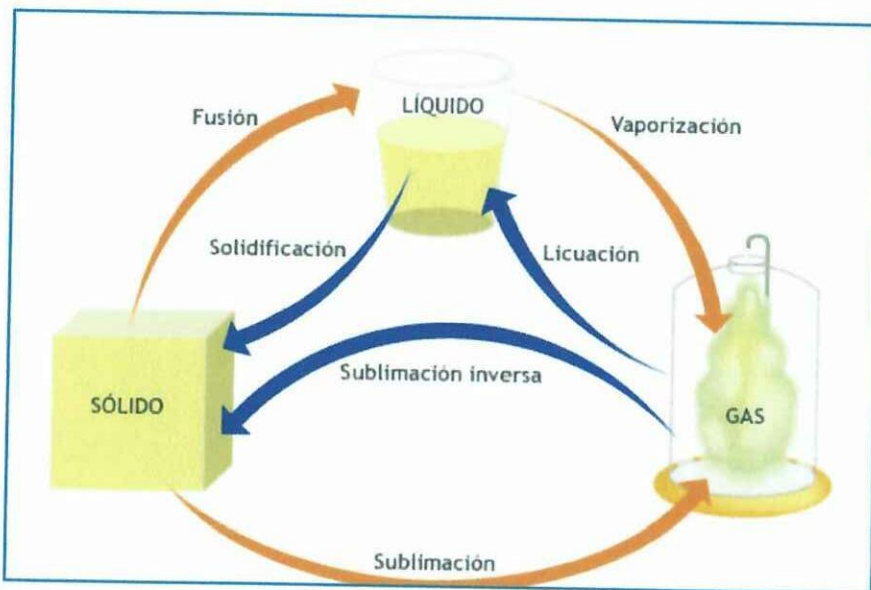 LÍQUIDO
Fusión
Vaporización
Solidificación
Licuación
Sublimación inversa
SÓLIDO
GAS
Sublimación